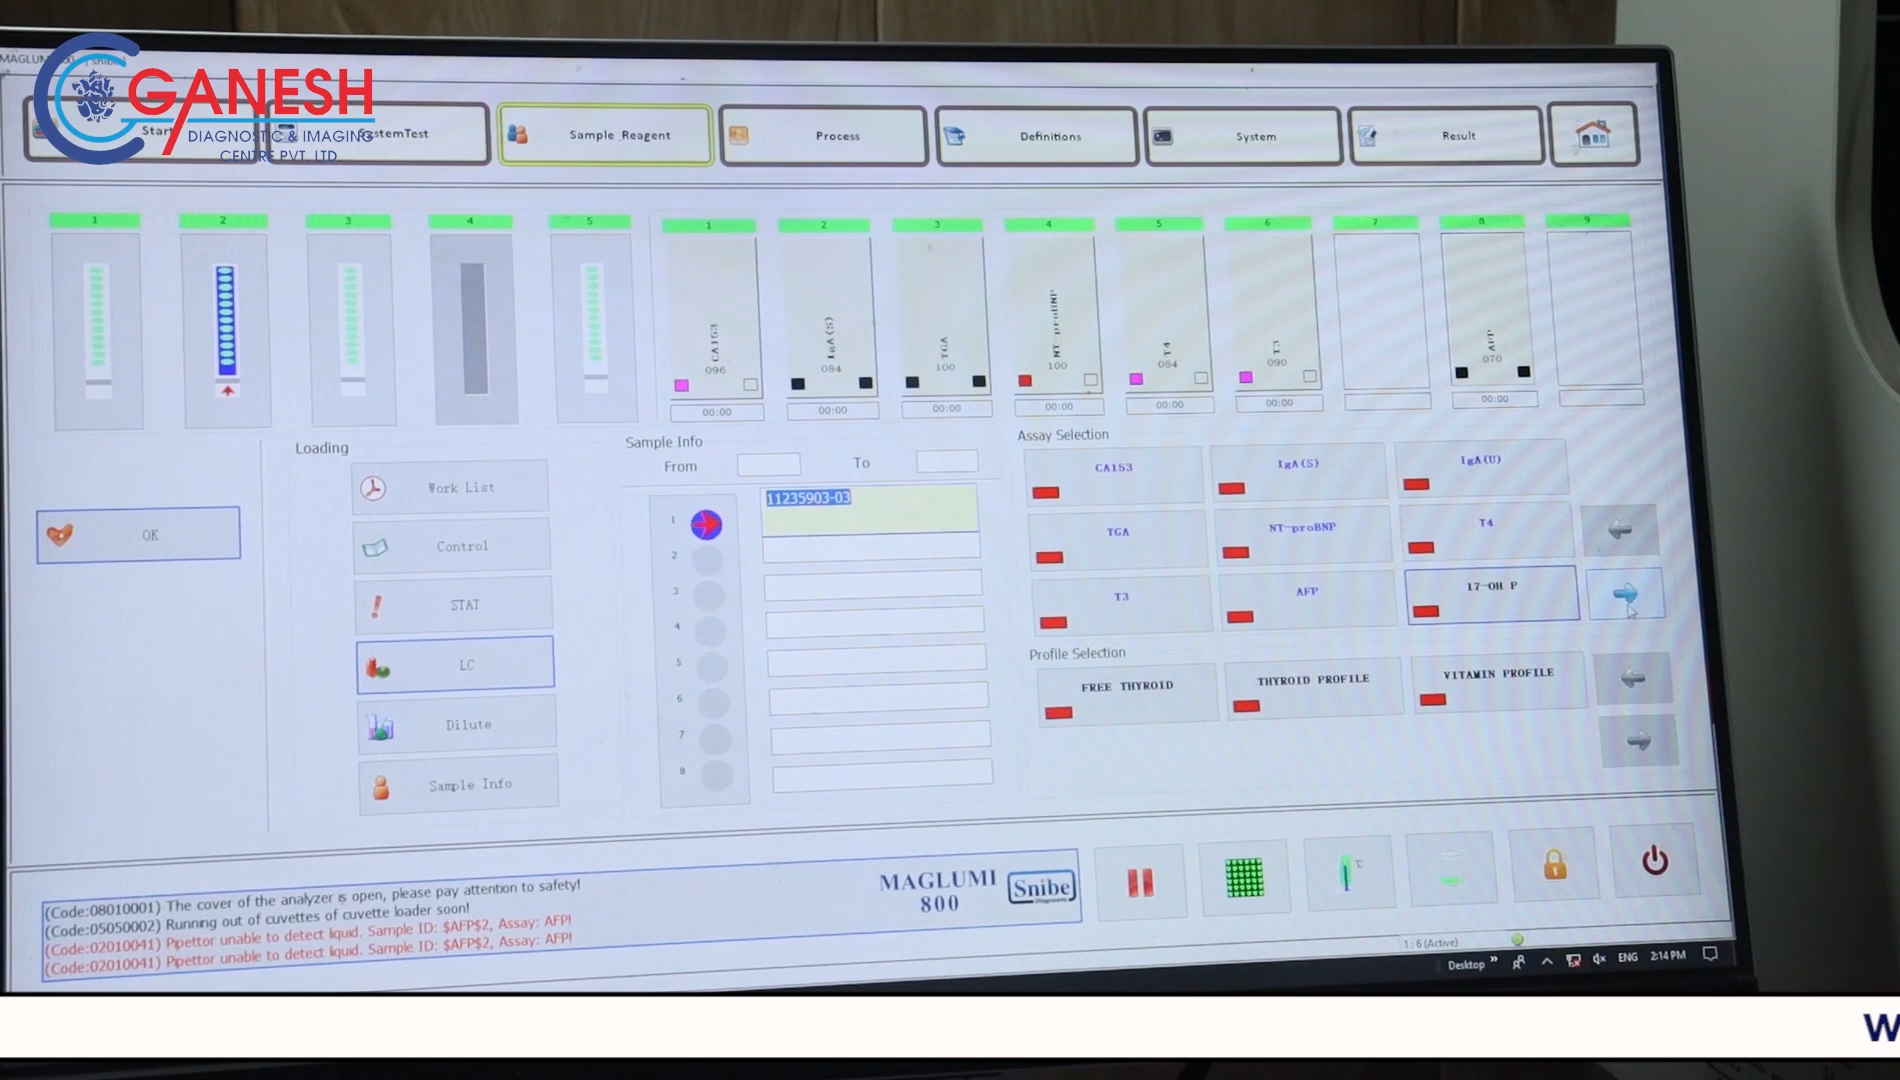 GANESH
DIAGNOSTIC & IMAGING
CENTRE PVT. LTD
Start
Sample Reagent
Process
Definitions
System
Result
1
2
3
4
5
1
2
3
4
5
6
7
8
9
CA153
096
IgA(S)
084
TGA
100
NT-proBNP
100
T4
084
T3
090
AFP
070
00:00
00:00
00:00
00:00
00:00
00:00
00:00
OK
Loading
Work List
Control
STAT
LC
Dilute
Sample Info
Sample Info
From
To
1
2
3
4
5
6
7
8
11235903-03
Assay Selection
CA153
IgA(S)
IgA(U)
TGA
NT-proBNP
T4
T3
AFP
17-OH P
Profile Selection
FREE THYROID
THYROID PROFILE
VITAMIN PROFILE
(Code:08010001) The cover of the analyzer is open, please pay attention to safety!
(Code:05050002) Running out of cuvettes of cuvette loader soon!
(Code:02010041) Pipettor unable to detect liquid. Sample ID: $AFP$2, Assay: AFP!
(Code:02010041) Pipettor unable to detect liquid. Sample ID: $AFP$2, Assay: AFP!
MAGLUMI
800
Snibe
Diagnostic
°C
1 : 6 (Active)
Desktop
ENG
2:14 PM
W